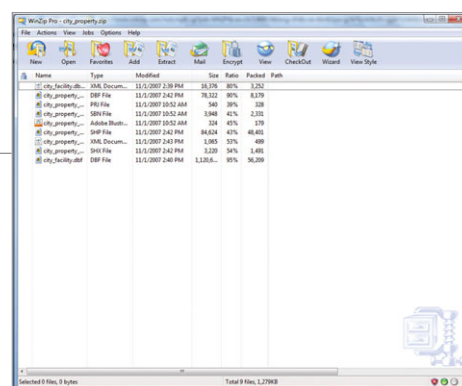 WinZip Pro - city_property.zip
File Actions View Jobs Options Help
New Open Favorites Add Extract Mail Encrypt View CheckOut Wizard View Style
Name Type Modified Size Ratio Packed Path
city_facility.db... XML Docum... 11/1/2007 2:39 PM 16,376 80% 3,252
city_property_... DBF File 11/1/2007 2:42 PM 78,322 90% 8,179
city_property_... PRJ File 11/1/2007 10:52 AM 540 39% 328
city_property_... SBN File 11/1/2007 10:52 AM 3,948 41% 2,331
city_property_... Adobe Illustr... 11/1/2007 10:52 AM 324 45% 179
city_property_... SHP File 11/1/2007 2:42 PM 84,624 43% 48,401
city_property_... XML Docum... 11/1/2007 2:43 PM 1,065 53% 499
city_property_... SHX File 11/1/2007 2:42 PM 3,220 54% 1,491
city_facility.dbf DBF File 11/1/2007 2:40 PM 1,120,6... 95% 56,209
Selected 0 files, 0 bytes Total 9 files, 1,279KB